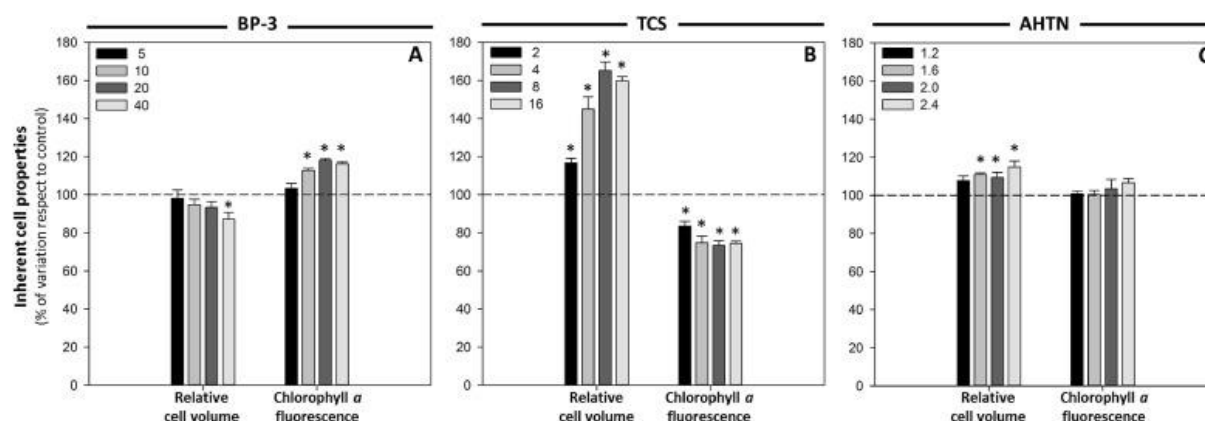 BP-3
TCS
AHTN
Inherent cell properties
(% of variation respect to control)
180
160
140
120
100
80
60
40
20
0
A
5
10
20
40
*
*
*
*
Relative
cell volume
Chlorophyll a
fluorescence
180
160
140
120
100
80
60
40
20
0
B
2
4
8
16
*
*
*
*
*
*
*
*
Relative
cell volume
Chlorophyll a
fluorescence
180
160
140
120
100
80
60
40
20
0
C
1.2
1.6
2.0
2.4
*
*
*
Relative
cell volume
Chlorophyll a
fluorescence